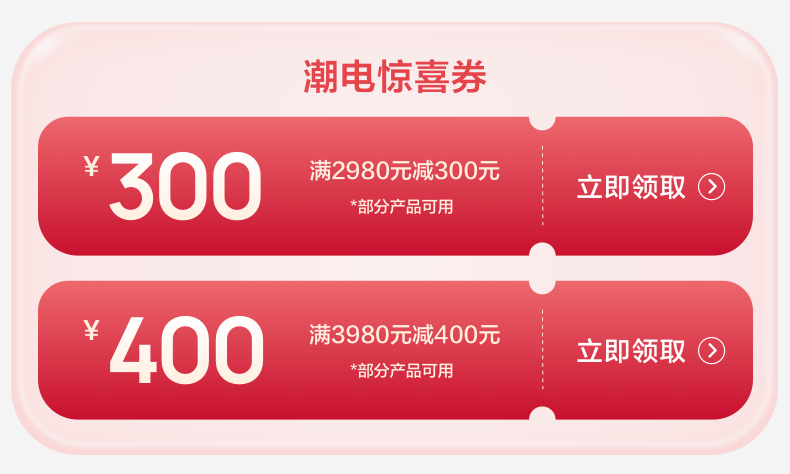 潮电惊喜券
¥300
满2980元减300元
*部分产品可用
立即领取
¥400
满3980元减400元
*部分产品可用
立即领取